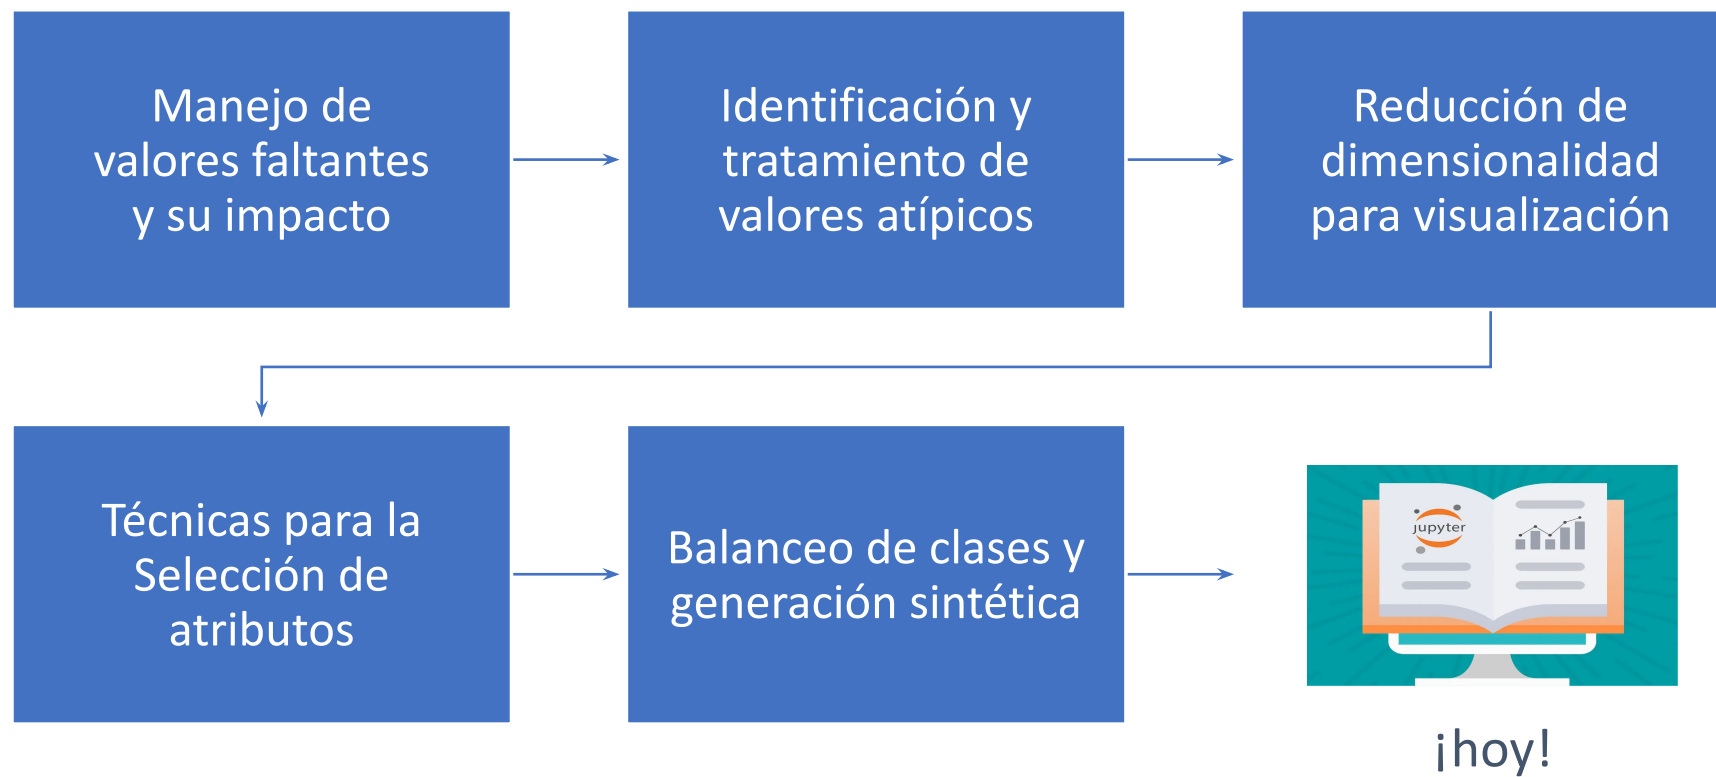 Manejo de
valores faltantes
y su impacto
Identificación y
tratamiento de
valores atípicos
Reducción de
dimensionalidad
para visualización
Técnicas para la
Selección de
atributos
Balanceo de clases y
generación sintética
jupyter
¡hoy!